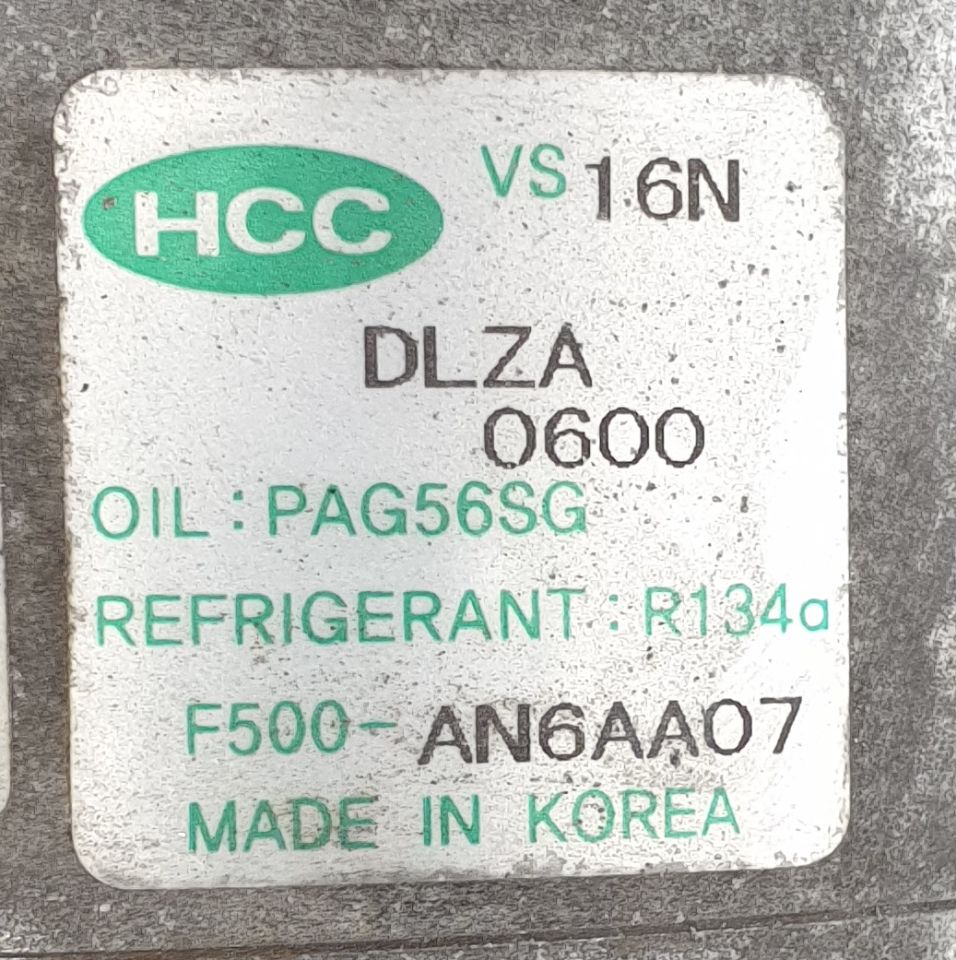 HCC VS 16N
DLZA
0600
OIL : PAG56SG
REFRIGERANT : R134a
F500-AN6AA07
MADE IN KOREA